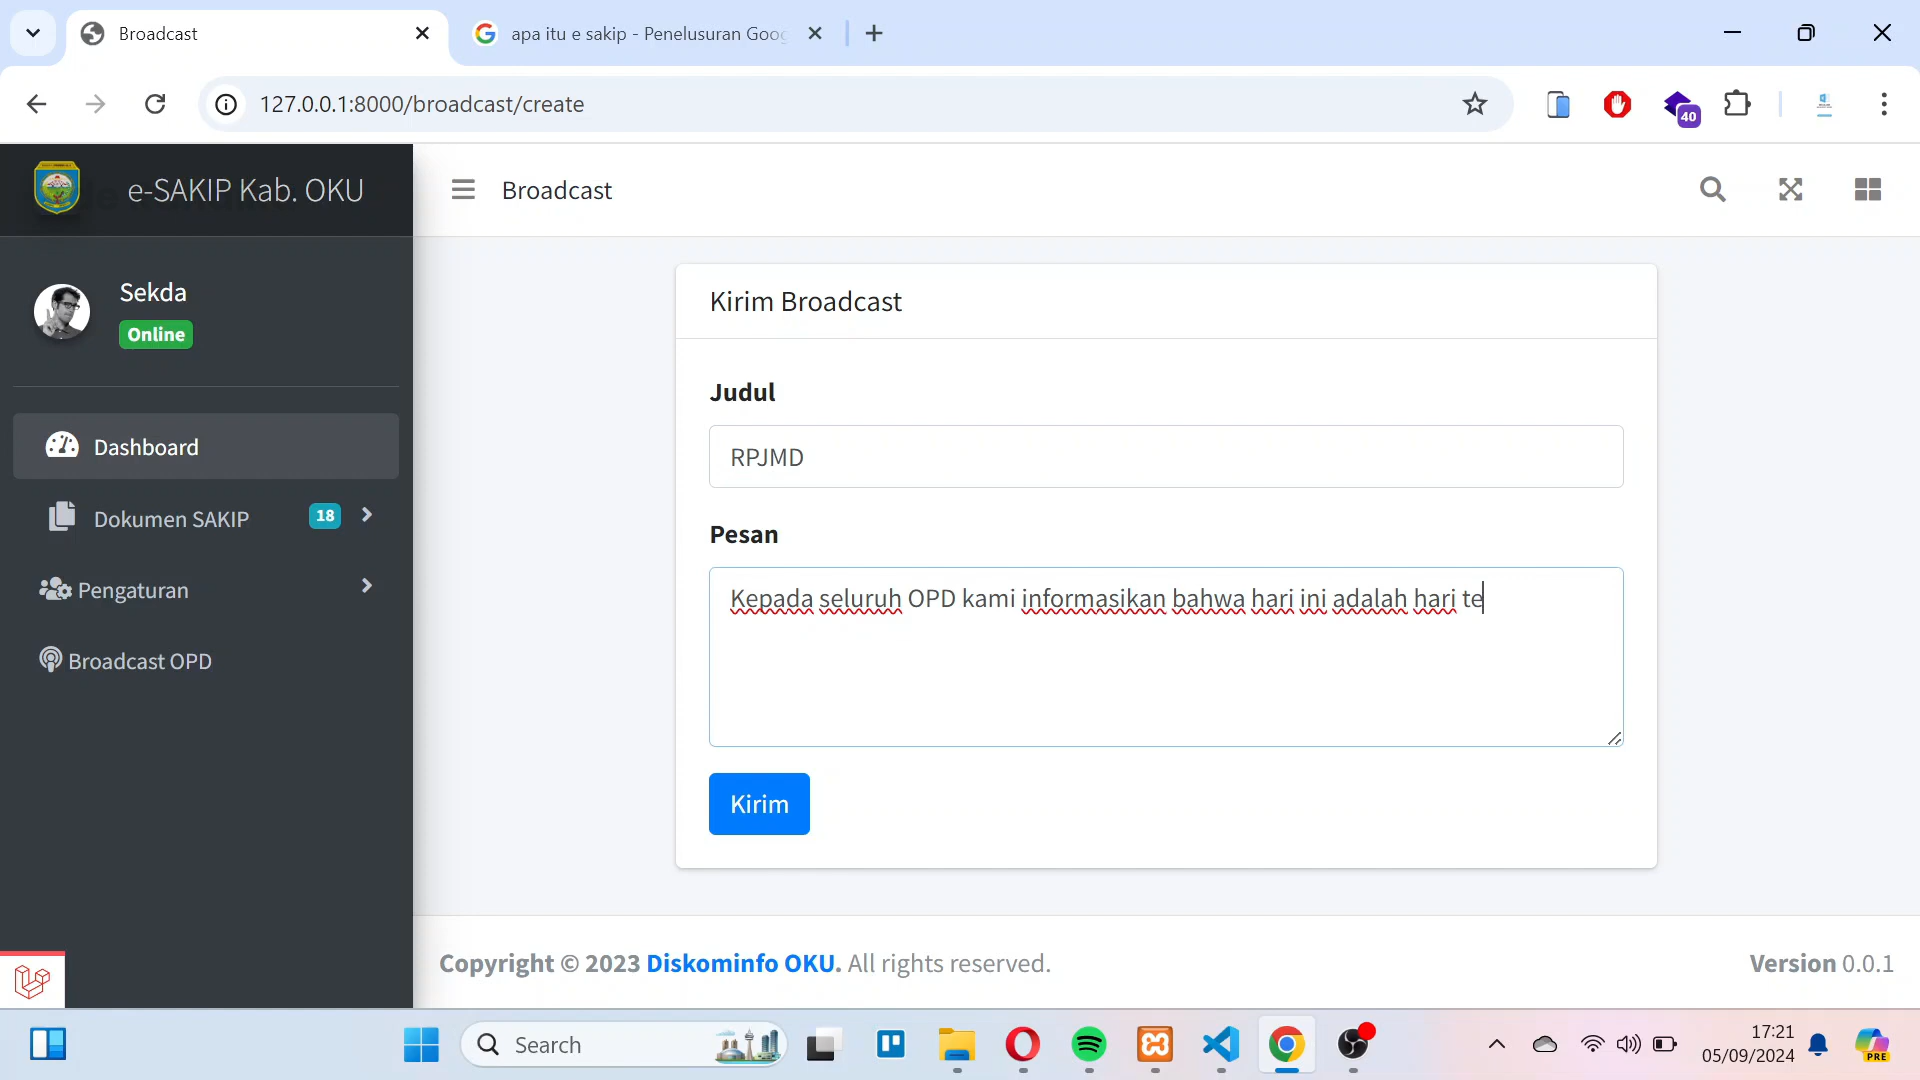 Broadcast
apa itu e sakip - Penelusuran Goog
127.0.0.1:8000/broadcast/create
40
e-SAKIP Kab. OKU
Broadcast
Sekda
Online
Dashboard
Dokumen SAKIP
18
Pengaturan
Broadcast OPD
Kirim Broadcast
Judul
RPJMD
Pesan
Kepada seluruh OPD kami informasikan bahwa hari ini adalah hari te
Kirim
Copyright © 2023 Diskominfo OKU. All rights reserved.
Version 0.0.1
Search
17:21
05/09/2024
PRE